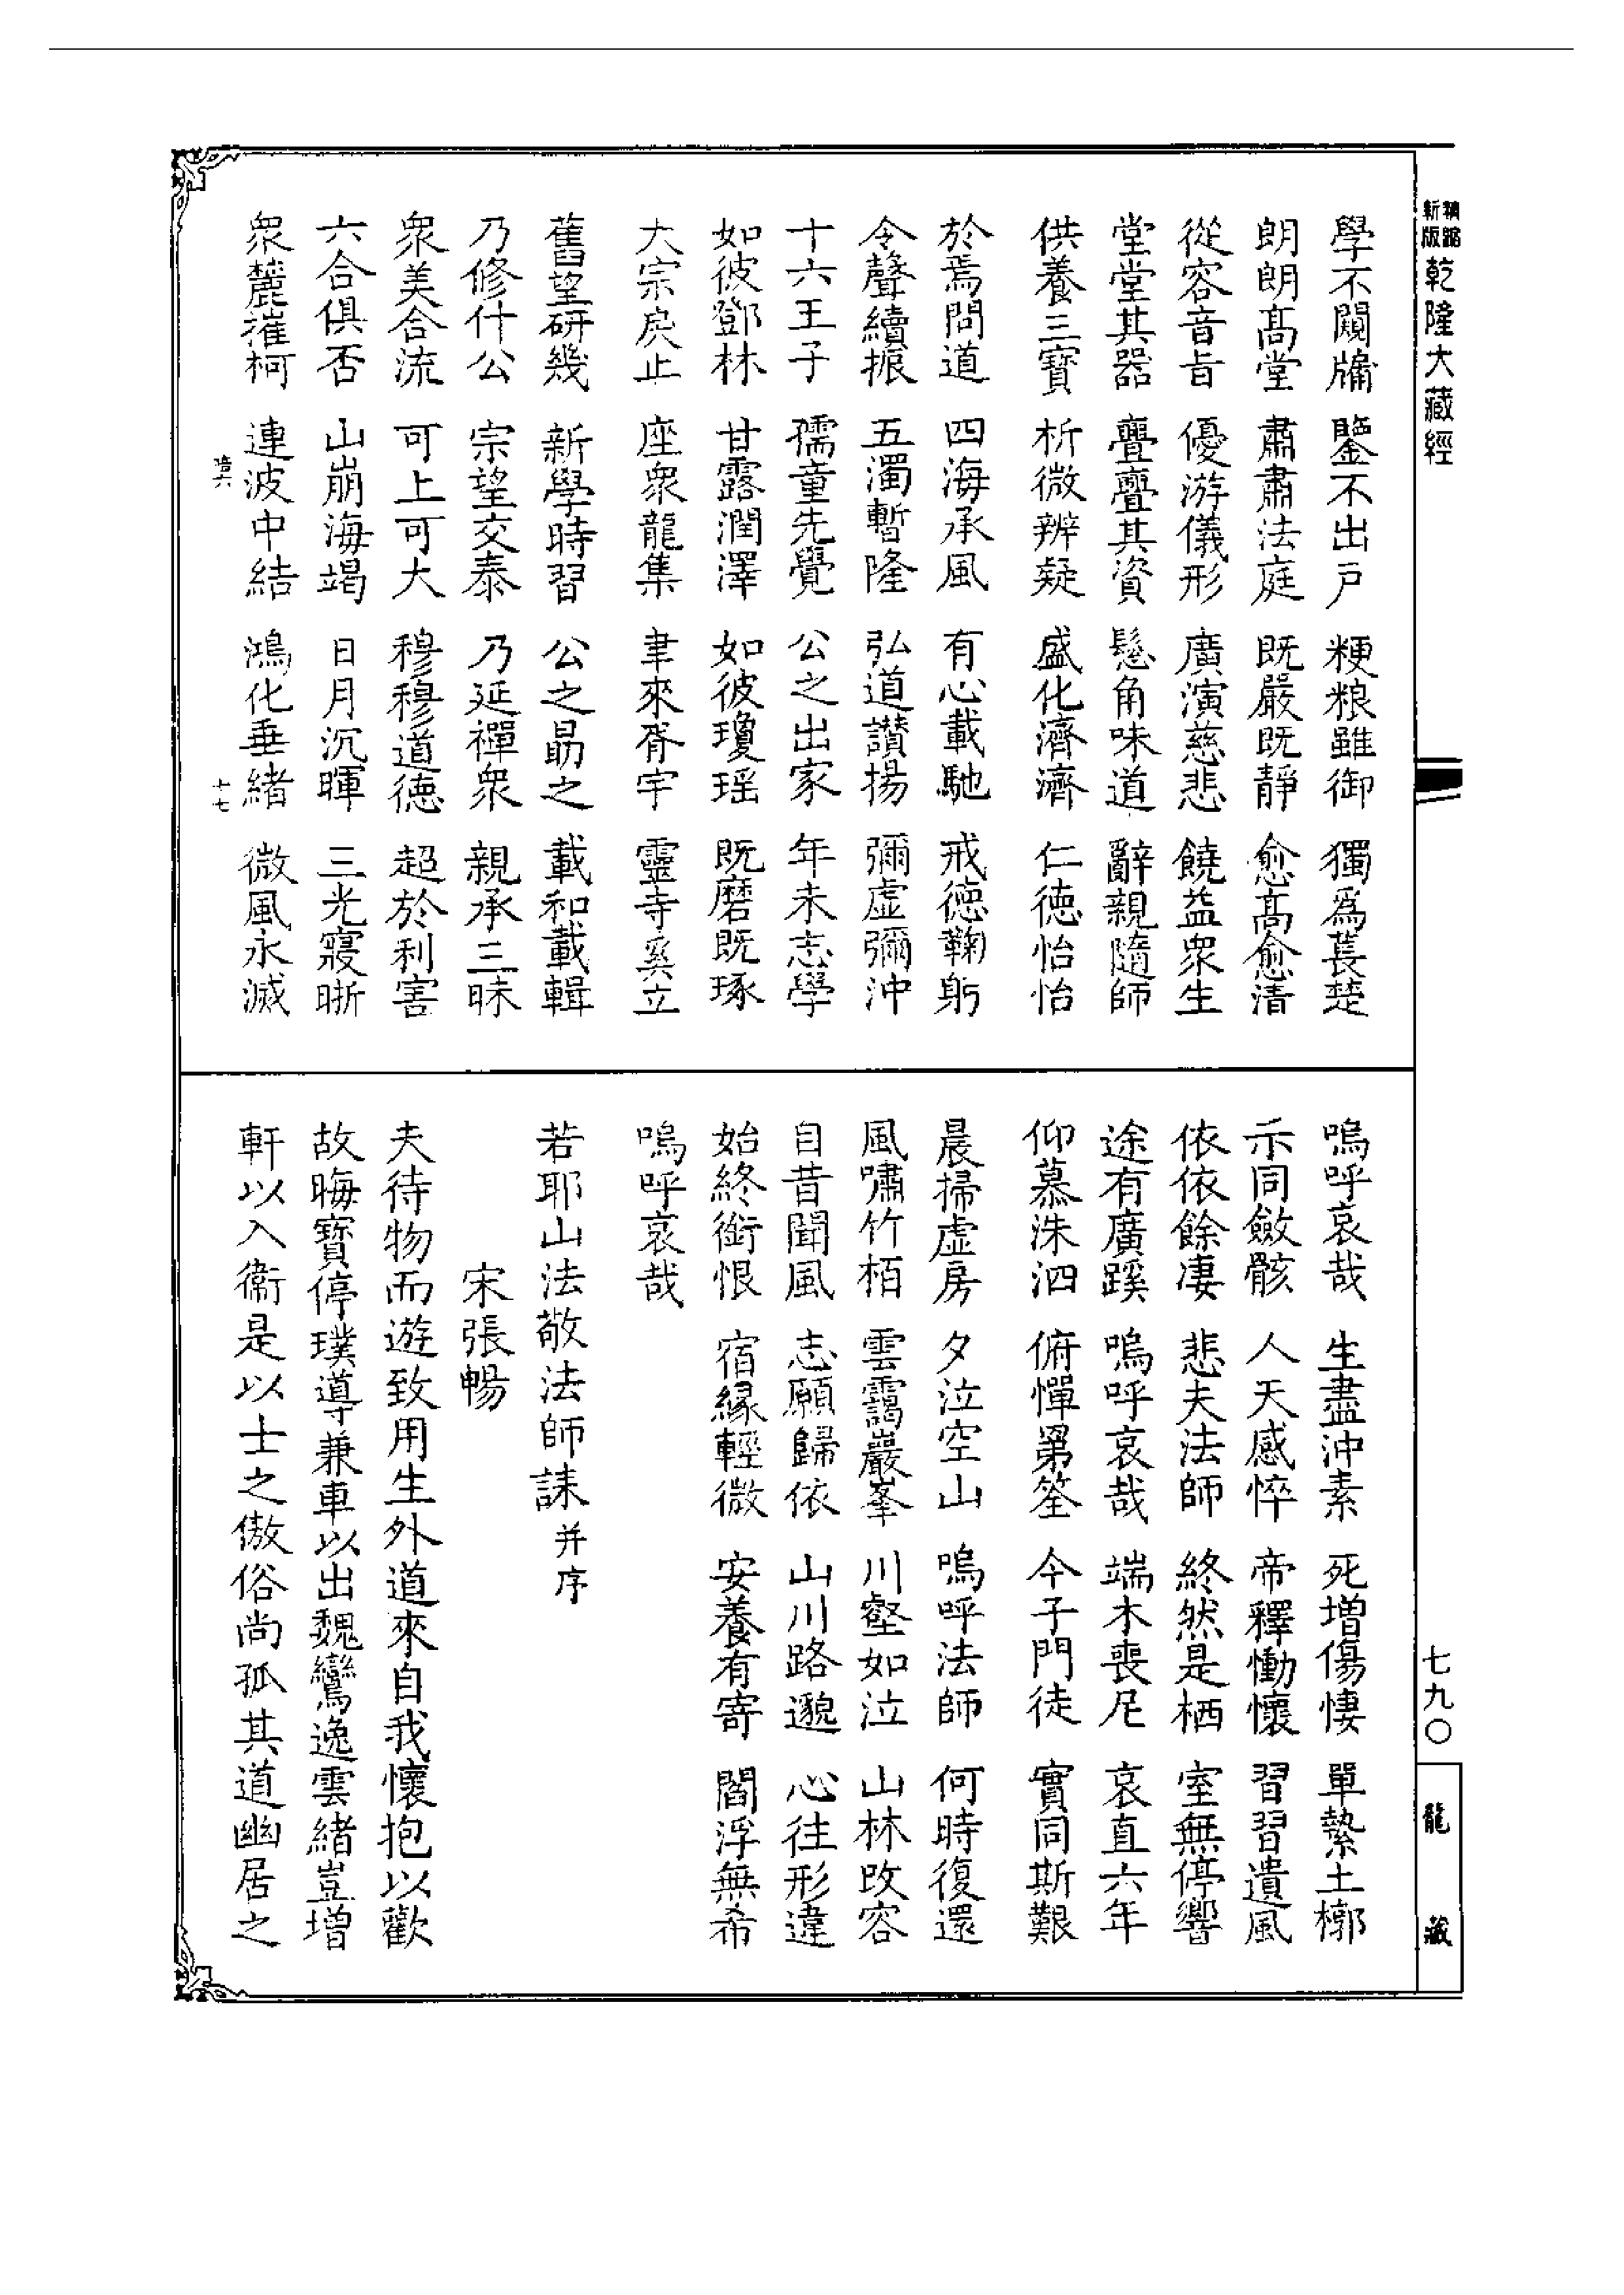 新版 精縮 乾隆大藏經
學不闚牖 鑒不出戶 粳粮雖御 獨爲萇楚
朗朗高堂 肅肅法庭 既嚴既靜 愈高愈清
從容音旨 優游儀形 廣演慈悲 饒益衆生
堂堂其器 亹亹其資 髫角味道 辭親隨師
供養三寶 析微辨疑 盛化濟濟 仁德怡怡
於焉問道 四海承風 有心載馳 戒德鞠躬
令聲續振 五濁暫隆 弘道讚揚 彌虛彌沖
十六王子 孺童先覺 公之出家 年未志學
如彼鄧林 甘露潤澤 如彼瓊瑤 既磨既琢
大宗戾止 座衆龍集 聿來胥宇 靈寺奚立
舊望研幾 新學時習 公之勗之 載和載輯
乃修什公 宗望交泰 乃延禪衆 親承三昧
衆美合流 可上可大 穆穆道德 超於利害
六合俱否 山崩海竭 日月沉暉 三光寢晰
衆麓摧柯 連波中結 鴻化垂緒 微風永滅
十七
嗚呼哀哉 生盡沖素 死增傷悽 單縶土槨
示同斂骸 人天感悴 帝釋慟懷 習習遺風
依依餘凄 悲夫法師 終然是栖 室無停響
途有廣蹊 嗚呼哀哉 端木喪尼 哀直六年
仰慕洙泗 俯憚罤筌 今子門徒 實同斯艱
晨掃虛房 夕泣空山 嗚呼法師 何時復還
風嘯竹栢 雲靄巖峯 川壑如泣 山林改容
自昔聞風 志願歸依 山川路邈 心往形違
始終銜恨 宿緣輕微 安養有寄 閻浮無希
嗚呼哀哉
若耶山法敬法師誄 并序
宋張暢
夫待物而遊致用生外道來自我懷抱以歡
故晦寶停璞導兼車以出魏鸞逸雲緒豈增
軒以入衞是以士之傲俗尚孤其道幽居之
七九〇
龍藏